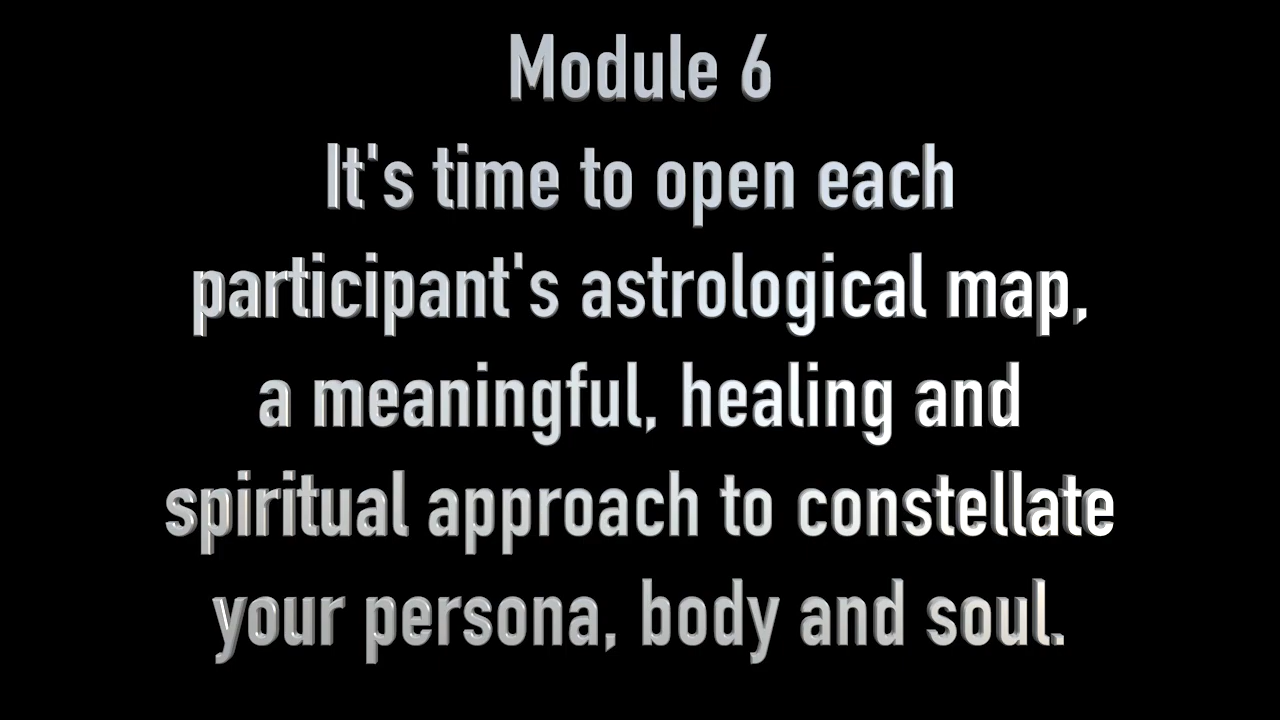 Module 6
It's time to open each
participant's astrological map,
a meaningful, healing and
spiritual approach to constellate
your persona, body and soul.